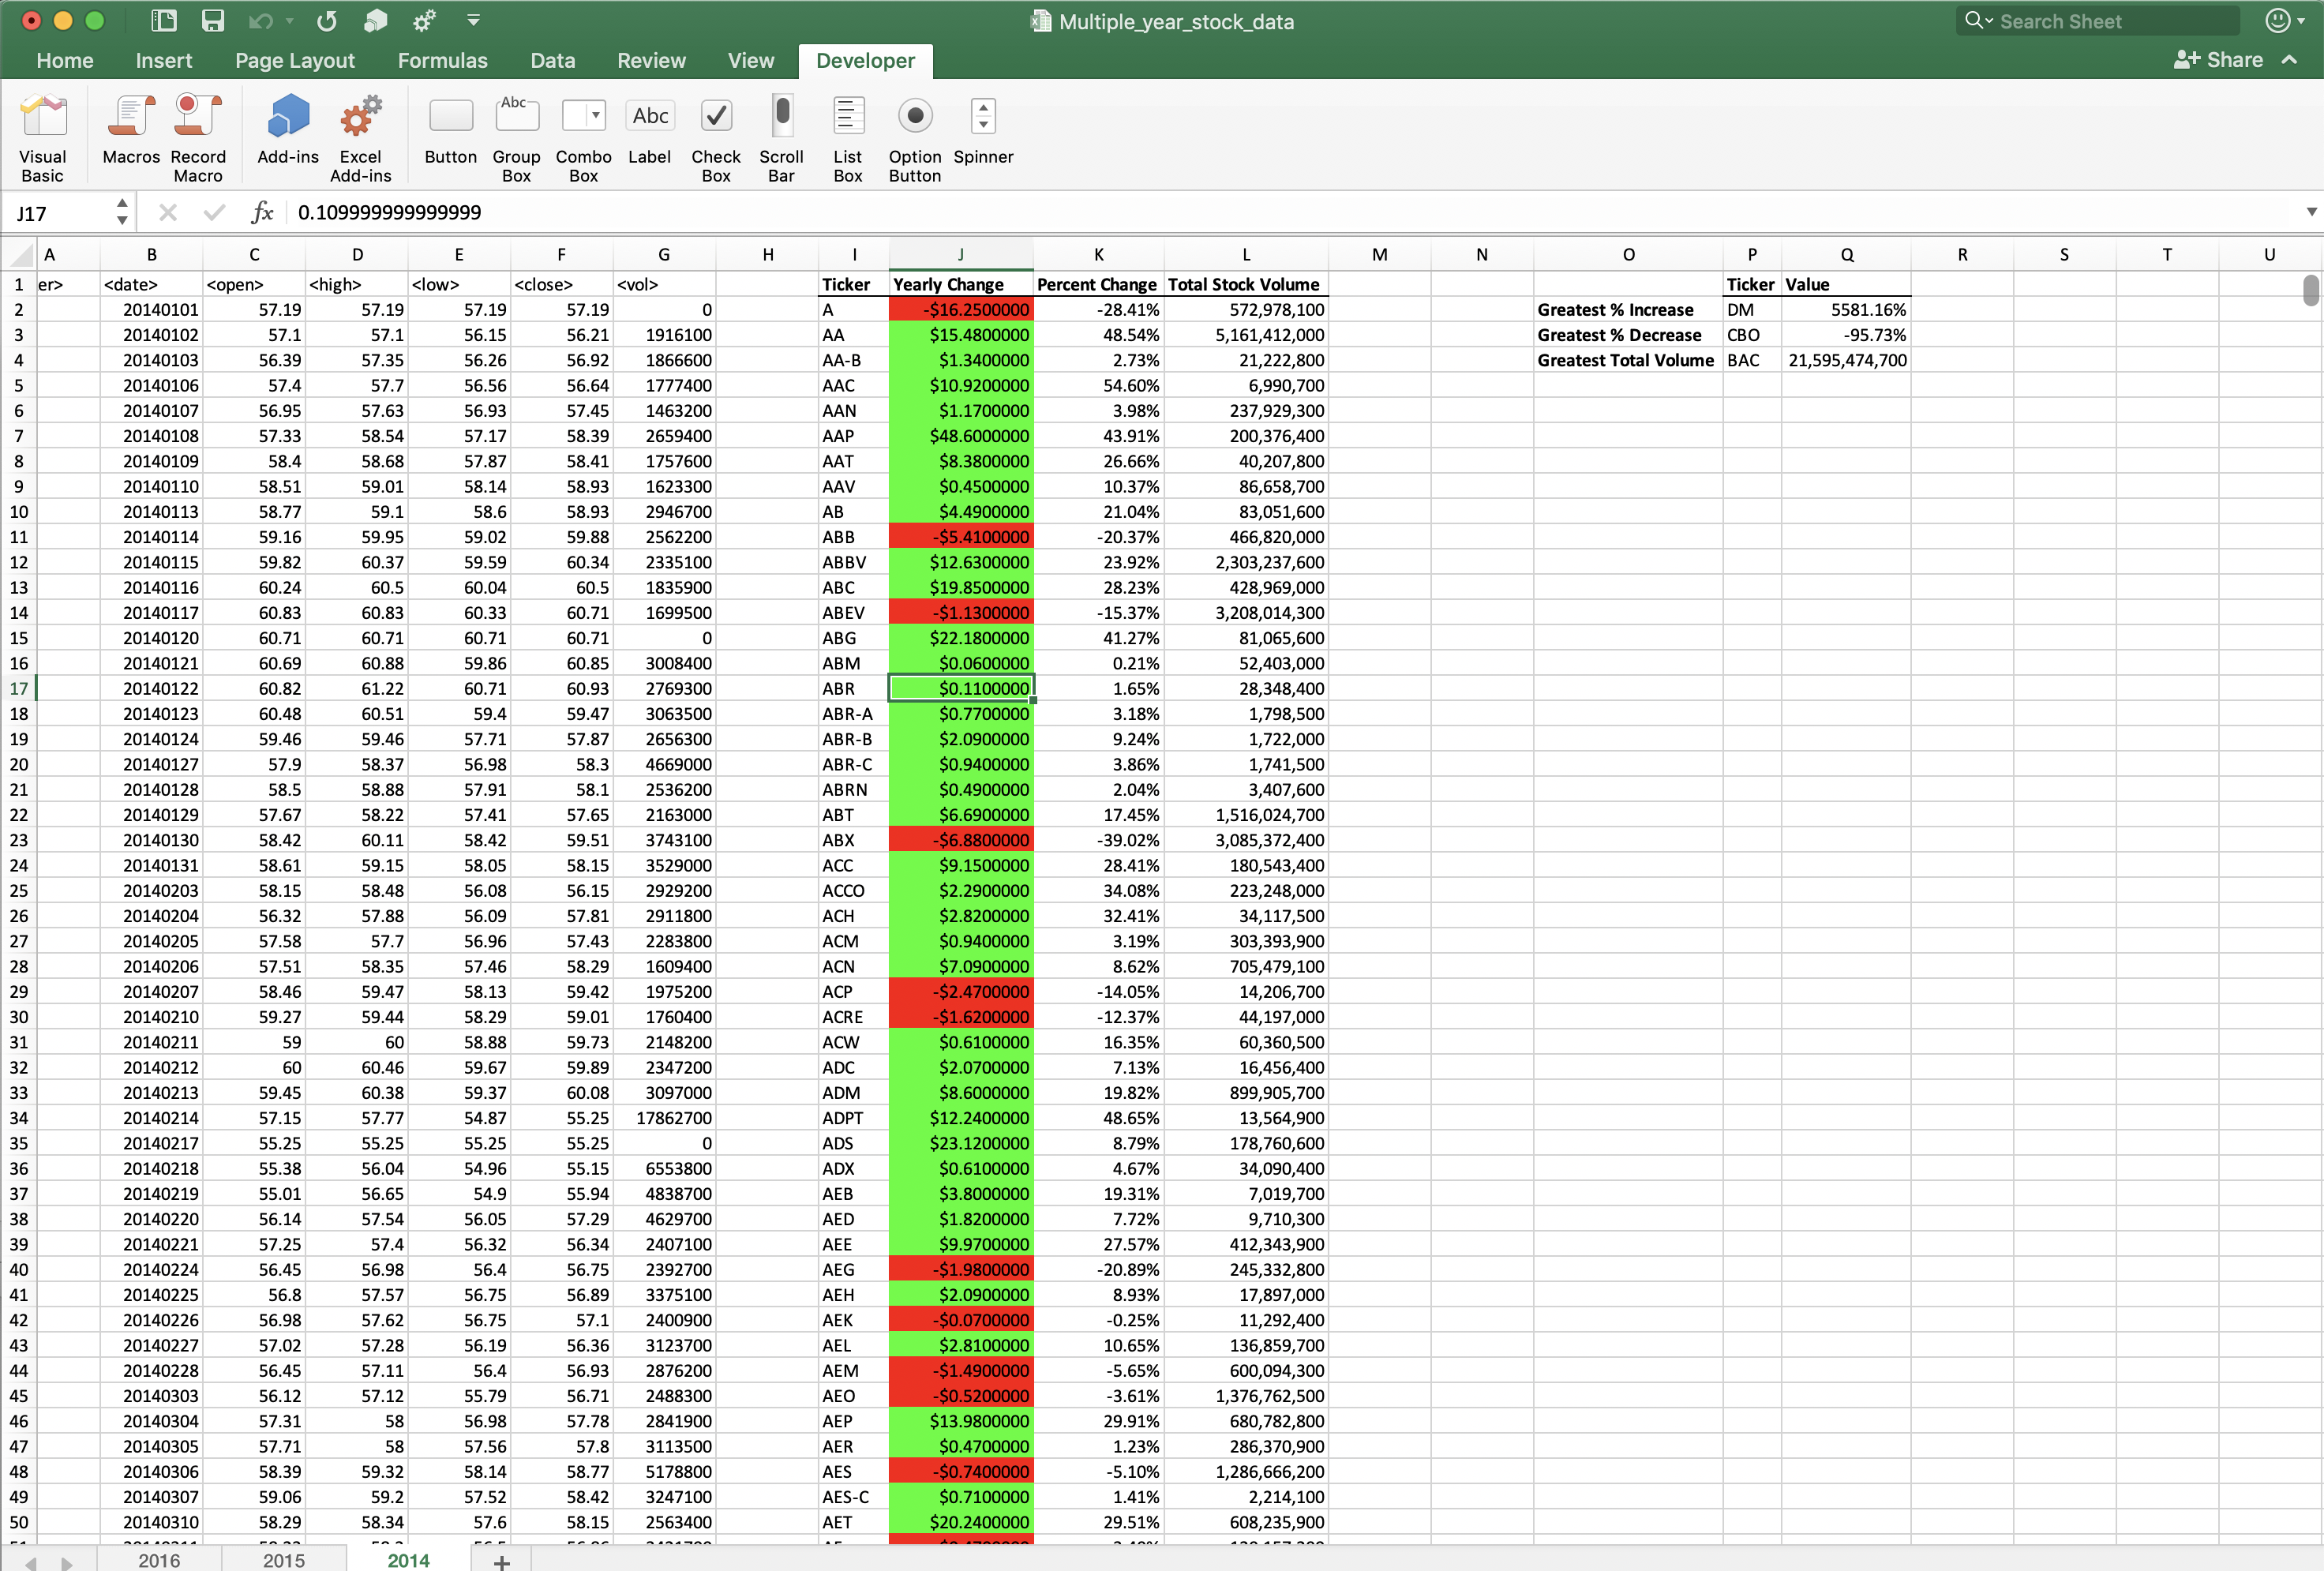 Multiple_year_stock_data
Search Sheet
Home Insert Page Layout Formulas Data Review View Developer Share
Abc Abc
Visual Basic Macros Record Macro Add-ins Excel Add-ins Button Group Box Combo Box Label Check Box Scroll Bar List Box Option Button Spinner
J17 fx 0.109999999999999
A B C D E F G H I J K L M N O P Q R S T U
1 er> <date> <open> <high> <low> <close> <vol> Ticker Yearly Change Percent Change Total Stock Volume Ticker Value
2 20140101 57.19 57.19 57.19 57.19 0 A -$16.2500000 -28.41% 572,978,100 Greatest % Increase DM 5581.16%
3 20140102 57.1 57.1 56.15 56.21 1916100 AA $15.4800000 48.54% 5,161,412,000 Greatest % Decrease CBO -95.73%
4 20140103 56.39 57.35 56.26 56.92 1866600 AA-B $1.3400000 2.73% 21,222,800 Greatest Total Volume BAC 21,595,474,700
5 20140106 57.4 57.7 56.56 56.64 1777400 AAC $10.9200000 54.60% 6,990,700
6 20140107 56.95 57.63 56.93 57.45 1463200 AAN $1.1700000 3.98% 237,929,300
7 20140108 57.33 58.54 57.17 58.39 2659400 AAP $48.6000000 43.91% 200,376,400
8 20140109 58.4 58.68 57.87 58.41 1757600 AAT $8.3800000 26.66% 40,207,800
9 20140110 58.51 59.01 58.14 58.93 1623300 AAV $0.4500000 10.37% 86,658,700
10 20140113 58.77 59.1 58.6 58.93 2946700 AB $4.4900000 21.04% 83,051,600
11 20140114 59.16 59.95 59.02 59.88 2562200 ABB -$5.4100000 -20.37% 466,820,000
12 20140115 59.82 60.37 59.59 60.34 2335100 ABBV $12.6300000 23.92% 2,303,237,600
13 20140116 60.24 60.5 60.04 60.5 1835900 ABC $19.8500000 28.23% 428,969,000
14 20140117 60.83 60.83 60.33 60.71 1699500 ABEV -$1.1300000 -15.37% 3,208,014,300
15 20140120 60.71 60.71 60.71 60.71 0 ABG $22.1800000 41.27% 81,065,600
16 20140121 60.69 60.88 59.86 60.85 3008400 ABM $0.0600000 0.21% 52,403,000
17 20140122 60.82 61.22 60.71 60.93 2769300 ABR $0.1100000 1.65% 28,348,400
18 20140123 60.48 60.51 59.4 59.47 3063500 ABR-A $0.7700000 3.18% 1,798,500
19 20140124 59.46 59.46 57.71 57.87 2656300 ABR-B $2.0900000 9.24% 1,722,000
20 20140127 57.9 58.37 56.98 58.3 4669000 ABR-C $0.9400000 3.86% 1,741,500
21 20140128 58.5 58.88 57.91 58.1 2536200 ABRN $0.4900000 2.04% 3,407,600
22 20140129 57.67 58.22 57.41 57.65 2163000 ABT $6.6900000 17.45% 1,516,024,700
23 20140130 58.42 60.11 58.42 59.51 3743100 ABX -$6.8800000 -39.02% 3,085,372,400
24 20140131 58.61 59.15 58.05 58.15 3529000 ACC $9.1500000 28.41% 180,543,400
25 20140203 58.15 58.48 56.08 56.15 2929200 ACCO $2.2900000 34.08% 223,248,000
26 20140204 56.32 57.88 56.09 57.81 2911800 ACH $2.8200000 32.41% 34,117,500
27 20140205 57.58 57.7 56.96 57.43 2283800 ACM $0.9400000 3.19% 303,393,900
28 20140206 57.51 58.35 57.46 58.29 1609400 ACN $7.0900000 8.62% 705,479,100
29 20140207 58.46 59.47 58.13 59.42 1975200 ACP -$2.4700000 -14.05% 14,206,700
30 20140210 59.27 59.44 58.29 59.01 1760400 ACRE -$1.6200000 -12.37% 44,197,000
31 20140211 59 60 58.88 59.73 2148200 ACW $0.6100000 16.35% 60,360,500
32 20140212 60 60.46 59.67 59.89 2347200 ADC $2.0700000 7.13% 16,456,400
33 20140213 59.45 60.38 59.37 60.08 3097000 ADM $8.6000000 19.82% 899,905,700
34 20140214 57.15 57.77 54.87 55.25 17862700 ADPT $12.2400000 48.65% 13,564,900
35 20140217 55.25 55.25 55.25 55.25 0 ADS $23.1200000 8.79% 178,760,600
36 20140218 55.38 56.04 54.96 55.15 6553800 ADX $0.6100000 4.67% 34,090,400
37 20140219 55.01 56.65 54.9 55.94 4838700 AEB $3.8000000 19.31% 7,019,700
38 20140220 56.14 57.54 56.05 57.29 4629700 AED $1.8200000 7.72% 9,710,300
39 20140221 57.25 57.4 56.32 56.34 2407100 AEE $9.9700000 27.57% 412,343,900
40 20140224 56.45 56.98 56.4 56.75 2392700 AEG -$1.9800000 -20.89% 245,332,800
41 20140225 56.8 57.57 56.75 56.89 3375100 AEH $2.0900000 8.93% 17,897,000
42 20140226 56.98 57.62 56.75 57.1 2400900 AEK -$0.0700000 -0.25% 11,292,400
43 20140227 57.02 57.28 56.19 56.36 3123700 AEL $2.8100000 10.65% 136,859,700
44 20140228 56.45 57.11 56.4 56.93 2876200 AEM -$1.4900000 -5.65% 600,094,300
45 20140303 56.12 57.12 55.79 56.71 2488300 AEO -$0.5200000 -3.61% 1,376,762,500
46 20140304 57.31 58 56.98 57.78 2841900 AEP $13.9800000 29.91% 680,782,800
47 20140305 57.71 58 57.56 57.8 3113500 AER $0.4700000 1.23% 286,370,900
48 20140306 58.39 59.32 58.14 58.77 5178800 AES -$0.7400000 -5.10% 1,286,666,200
49 20140307 59.06 59.2 57.52 58.42 3247100 AES-C $0.7100000 1.41% 2,214,100
50 20140310 58.29 58.34 57.6 58.15 2563400 AET $20.2400000 29.51% 608,235,900
2016 2015 2014